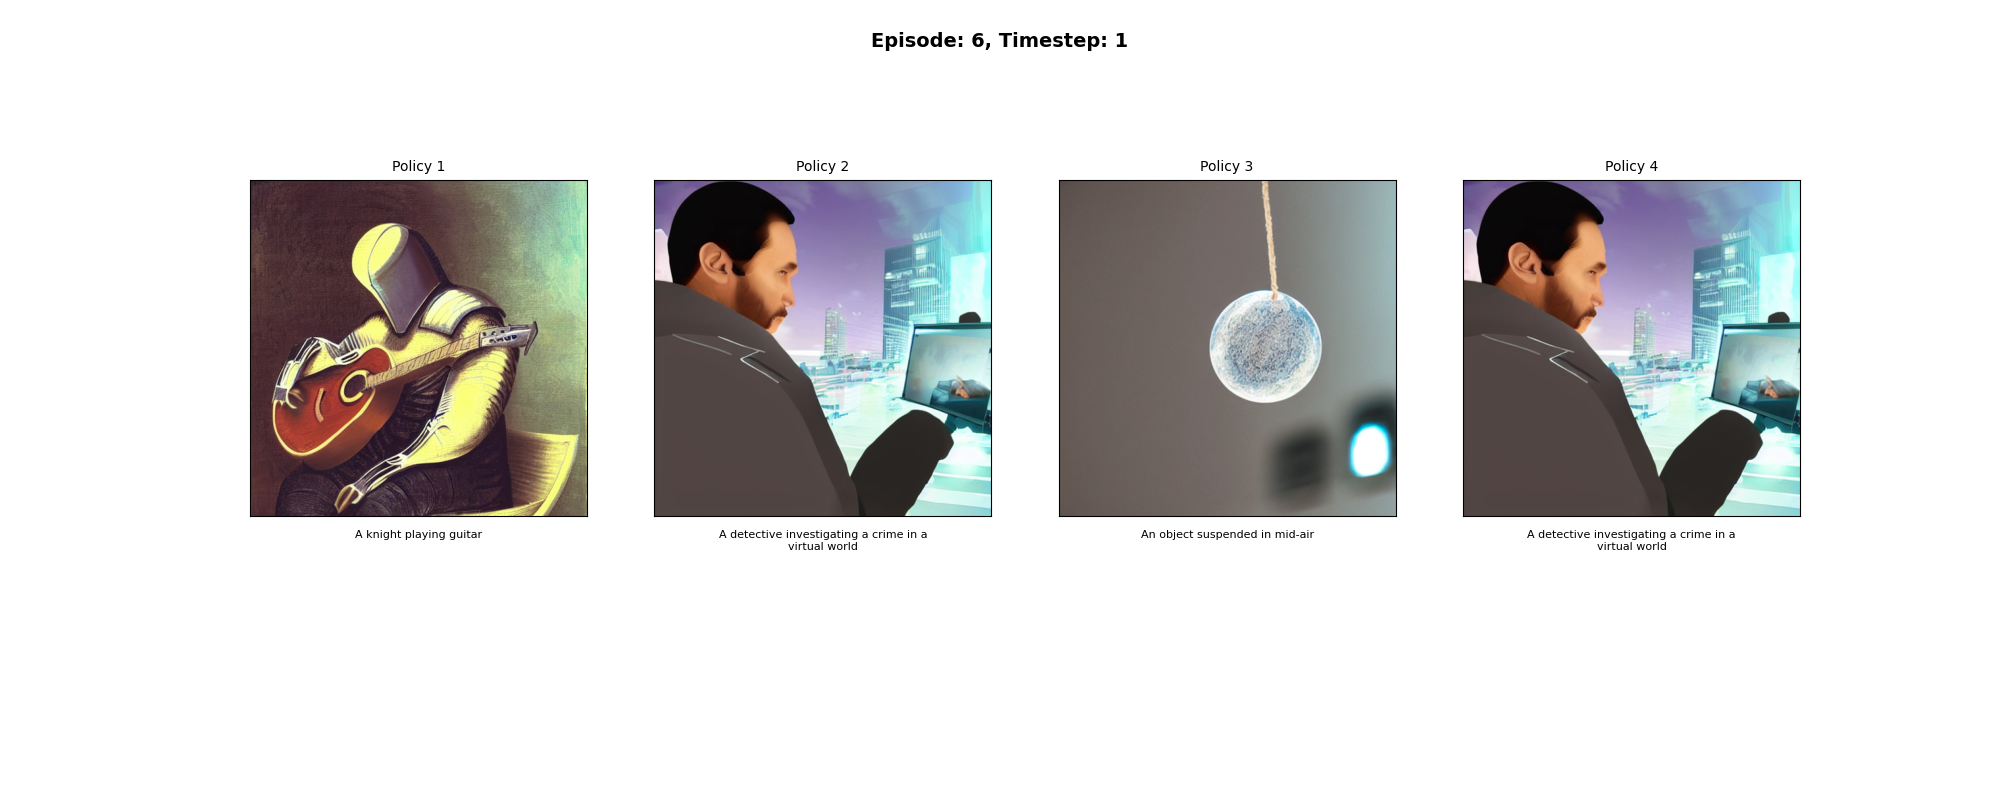 Episode: 6, Timestep: 1
Policy 1
Policy 2
Policy 3
Policy 4
A knight playing guitar
A detective investigating a crime in a
virtual world
An object suspended in mid-air
A detective investigating a crime in a
virtual world